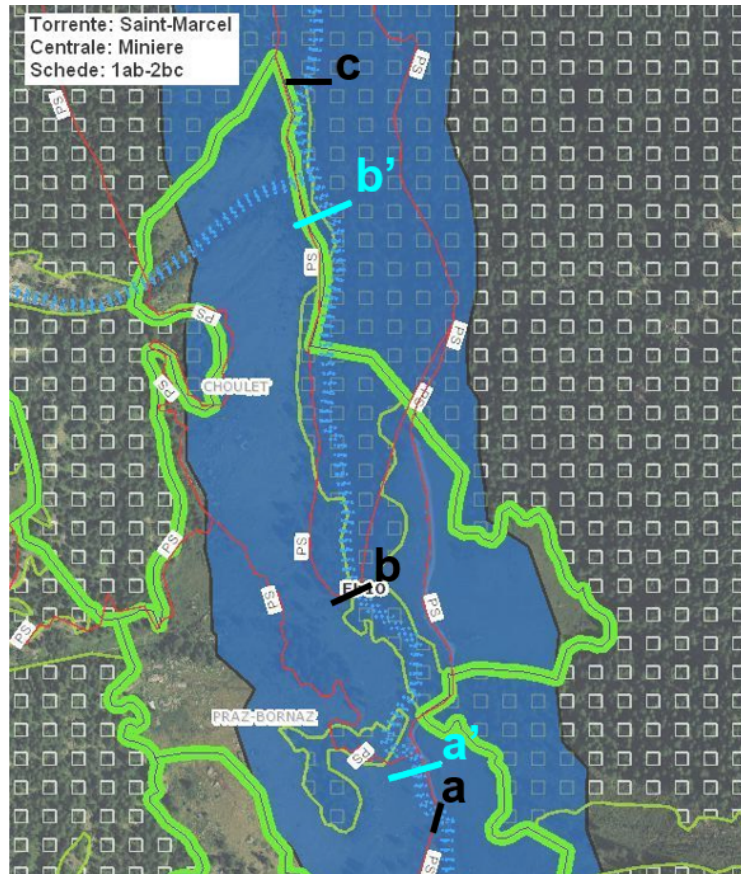 Torrente: Saint-Marcel
Centrale: Miniere
Schede: 1ab-2bc
Sd
c
PS
b'
PS
PS
Sd
CHOULET
PS
Sd
PS
PS
b
PS
Sd
PS
PRAZ-BORNAZ
Sd
a'
a
Sd